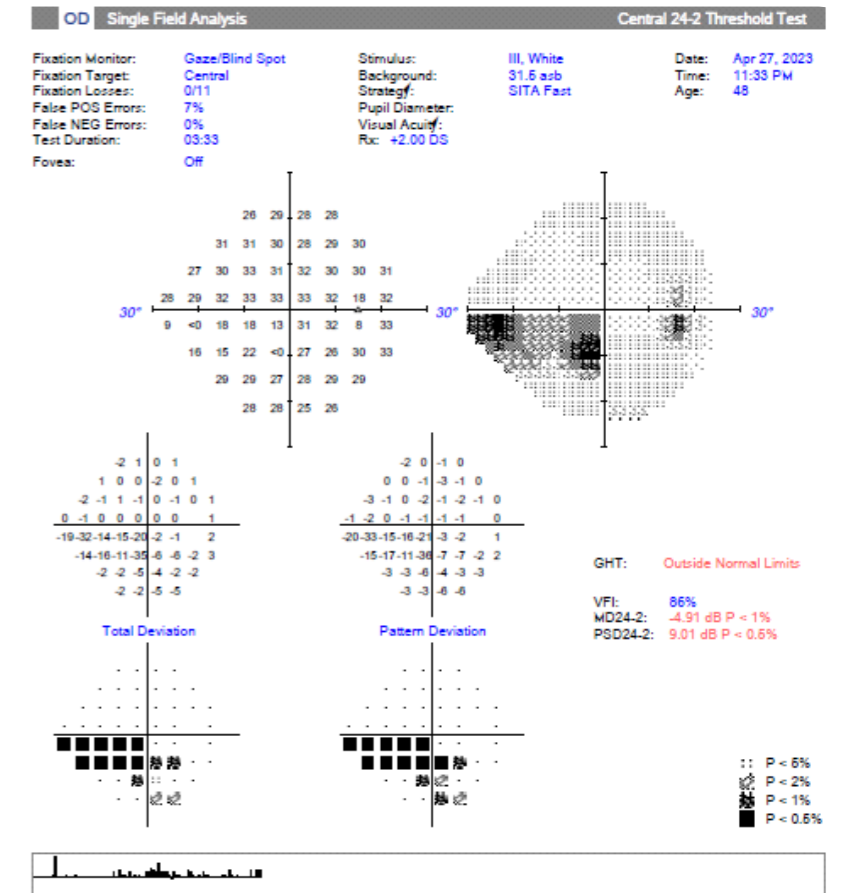 OD Single Field Analysis Central 24-2 Threshold Test
Fixation Monitor: Gaze/Blind Spot Stimulus: III, White Date: Apr 27, 2023
Fixation Target: Central Background: 31.5 asb Time: 11:33 PM
Fixation Losses: 0/11 Strategy: SITA Fast Age: 48
False POS Errors: 7% Pupil Diameter:
False NEG Errors: 0% Visual Acuity:
Test Duration: 03:33 Rx: +2.00 DS
Fovea: Off
26 29 28 28
31 31 30 28 29 30
27 30 33 31 32 30 30 31
28 29 32 33 33 33 32 18 32
30° 30° 30°
9 <0 18 18 13 31 32 8 33
16 15 22 <0 27 26 30 33
29 29 27 28 29 29
28 28 25 26
-2 1 0 1 -2 0 -1 0
1 0 0 -2 0 1 0 0 -1 -3 -1 0
-2 -1 1 -1 0 -1 0 1 -3 -1 0 -2 -1 -2 -1 0
0 -1 0 0 0 0 0 1 -1 -2 0 -1 -1 -1 -1 0
-19 -32 -14 -15 -20 -2 -1 2 -20 -33 -15 -16 -21 -3 -2 1
-14 -16 -11 -35 -6 -6 -2 3 -15 -17 -11 -36 -7 -7 -2 2
-2 -2 -5 -4 -2 -2 -3 -3 -6 -4 -3 -3
-2 -2 -5 -5 -3 -3 -6 -6
GHT: Outside Normal Limits
VFI: 86%
MD24-2: -4.91 dB P < 1%
PSD24-2: 9.01 dB P < 0.5%
Total Deviation Pattern Deviation
P < 5%
P < 2%
P < 1%
P < 0.5%